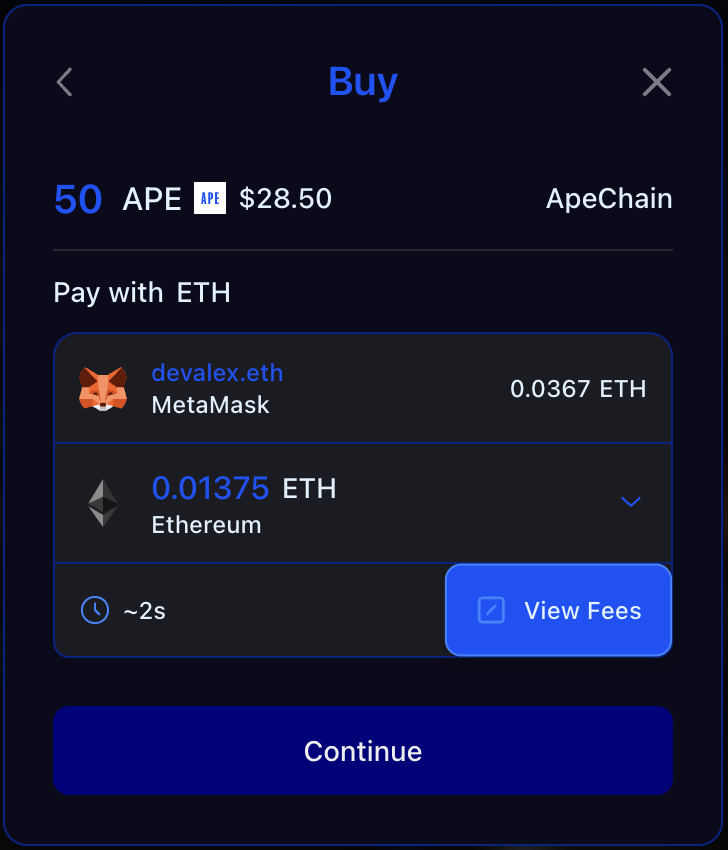 Buy
50 APE APE $28.50 ApeChain
Pay with ETH
devalex.eth
MetaMask
0.0367 ETH
0.01375 ETH
Ethereum
~2s
View Fees
Continue